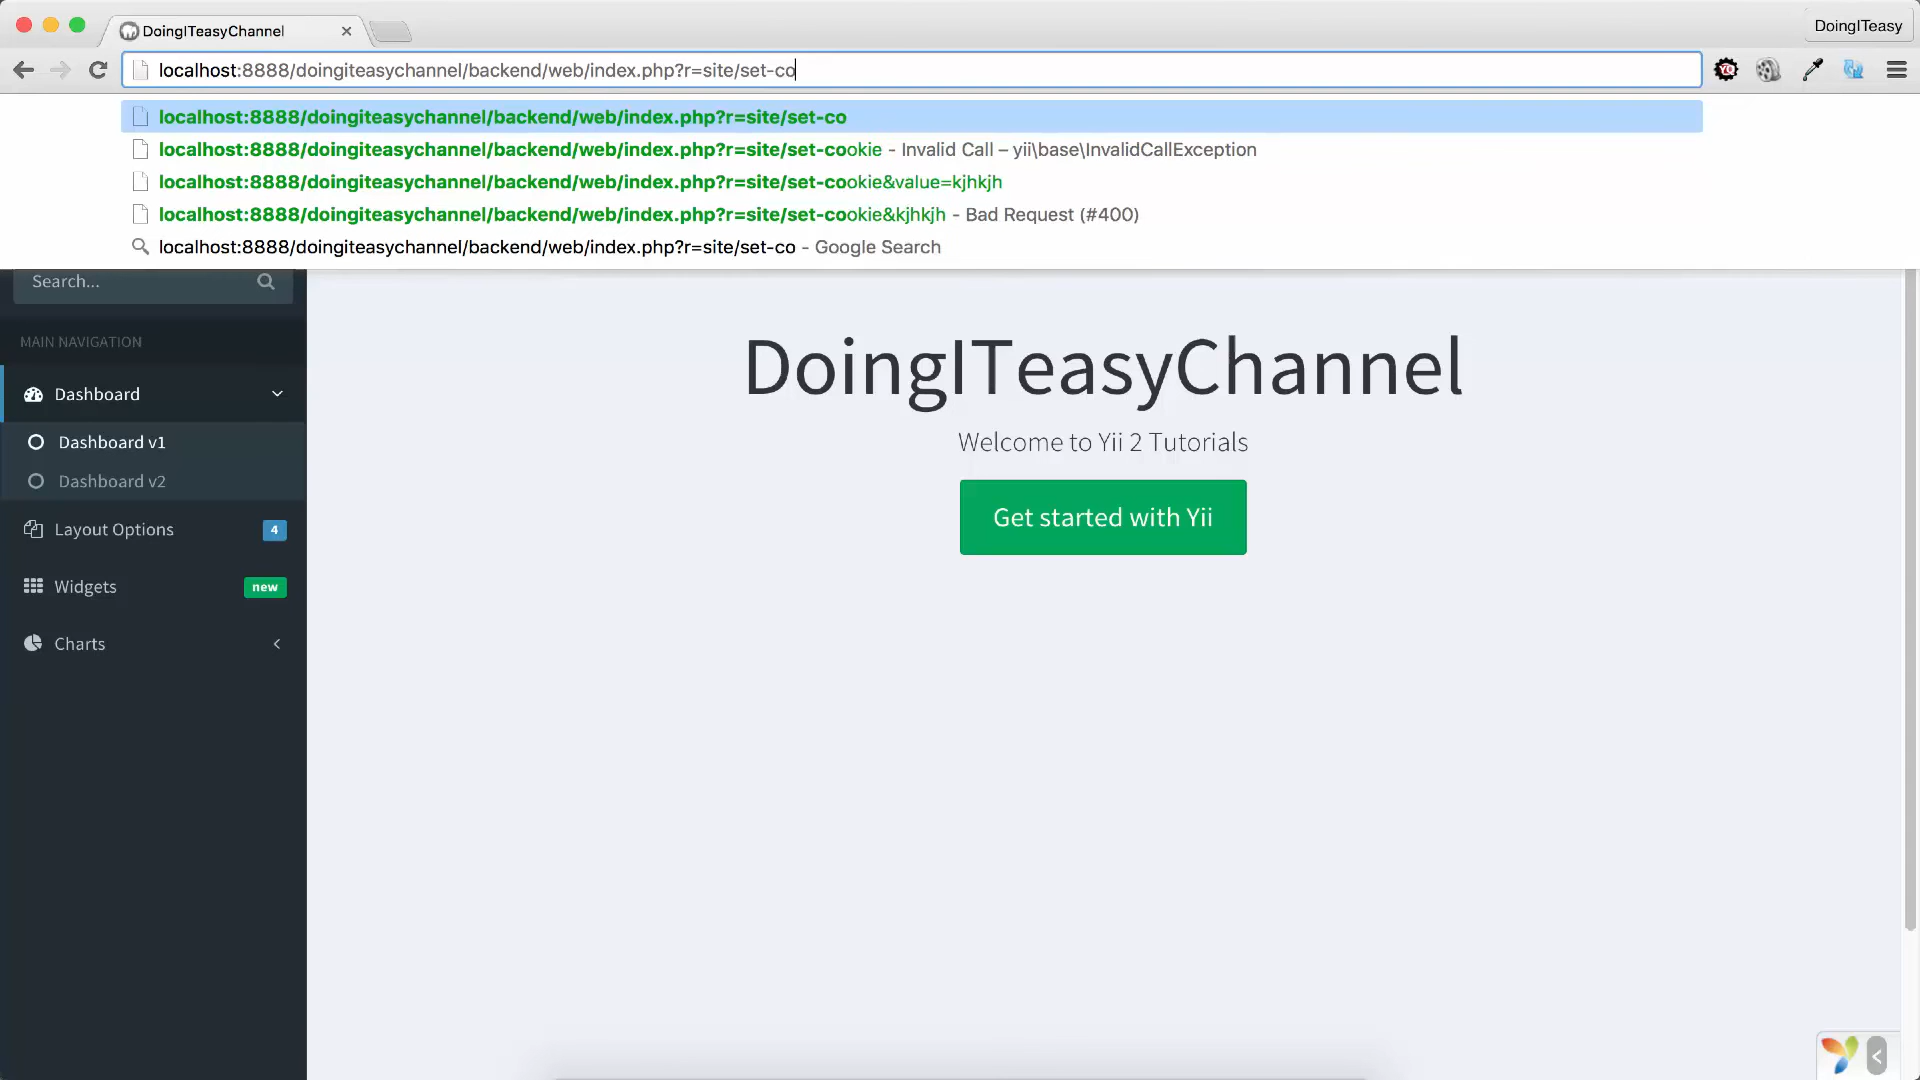 DoingITeasyChannel
DoingITeasy
localhost:8888/doingiteasychannel/backend/web/index.php?r=site/set-co
localhost:8888/doingiteasychannel/backend/web/index.php?r=site/set-co
localhost:8888/doingiteasychannel/backend/web/index.php?r=site/set-cookie - Invalid Call – yii\base\InvalidCallException
localhost:8888/doingiteasychannel/backend/web/index.php?r=site/set-cookie&value=kjhkjh
localhost:8888/doingiteasychannel/backend/web/index.php?r=site/set-cookie&kjhkjh - Bad Request (#400)
localhost:8888/doingiteasychannel/backend/web/index.php?r=site/set-co - Google Search
Search...
MAIN NAVIGATION
Dashboard
Dashboard v1
Dashboard v2
Layout Options 4
Widgets new
Charts
DoingITeasyChannel
Welcome to Yii 2 Tutorials
Get started with Yii